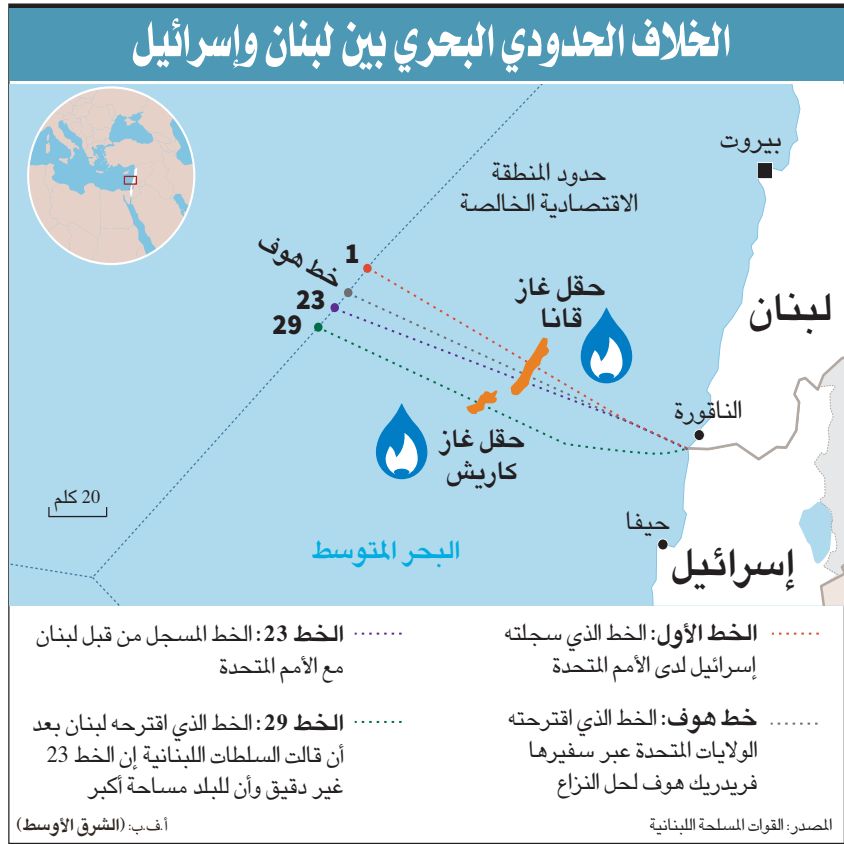 الخلاف الحدودي البحري بين لبنان وإسرائيل
بيروت
حدود المنطقة
الاقتصادية الخالصة
1
خط هوف
23
29
حقل غاز
قانا
لبنان
الناقورة
حقل غاز
كاريش
20 كلم
حيفا
البحر المتوسط
إسرائيل
الخط الأول: الخط الذي سجلته
إسرائيل لدى الأمم المتحدة
الخط 23: الخط المسجل من قبل لبنان
مع الأمم المتحدة
خط هوف: الخط الذي اقترحته
الولايات المتحدة عبر سفيرها
فريدريك هوف لحل النزاع
الخط 29: الخط الذي اقترحه لبنان بعد
أن قالت السلطات اللبنانية إن الخط 23
غير دقيق وأن للبلد مساحة أكبر
المصدر: القوات المسلحة اللبنانية
أ.ف.ب: (الشرق الأوسط)